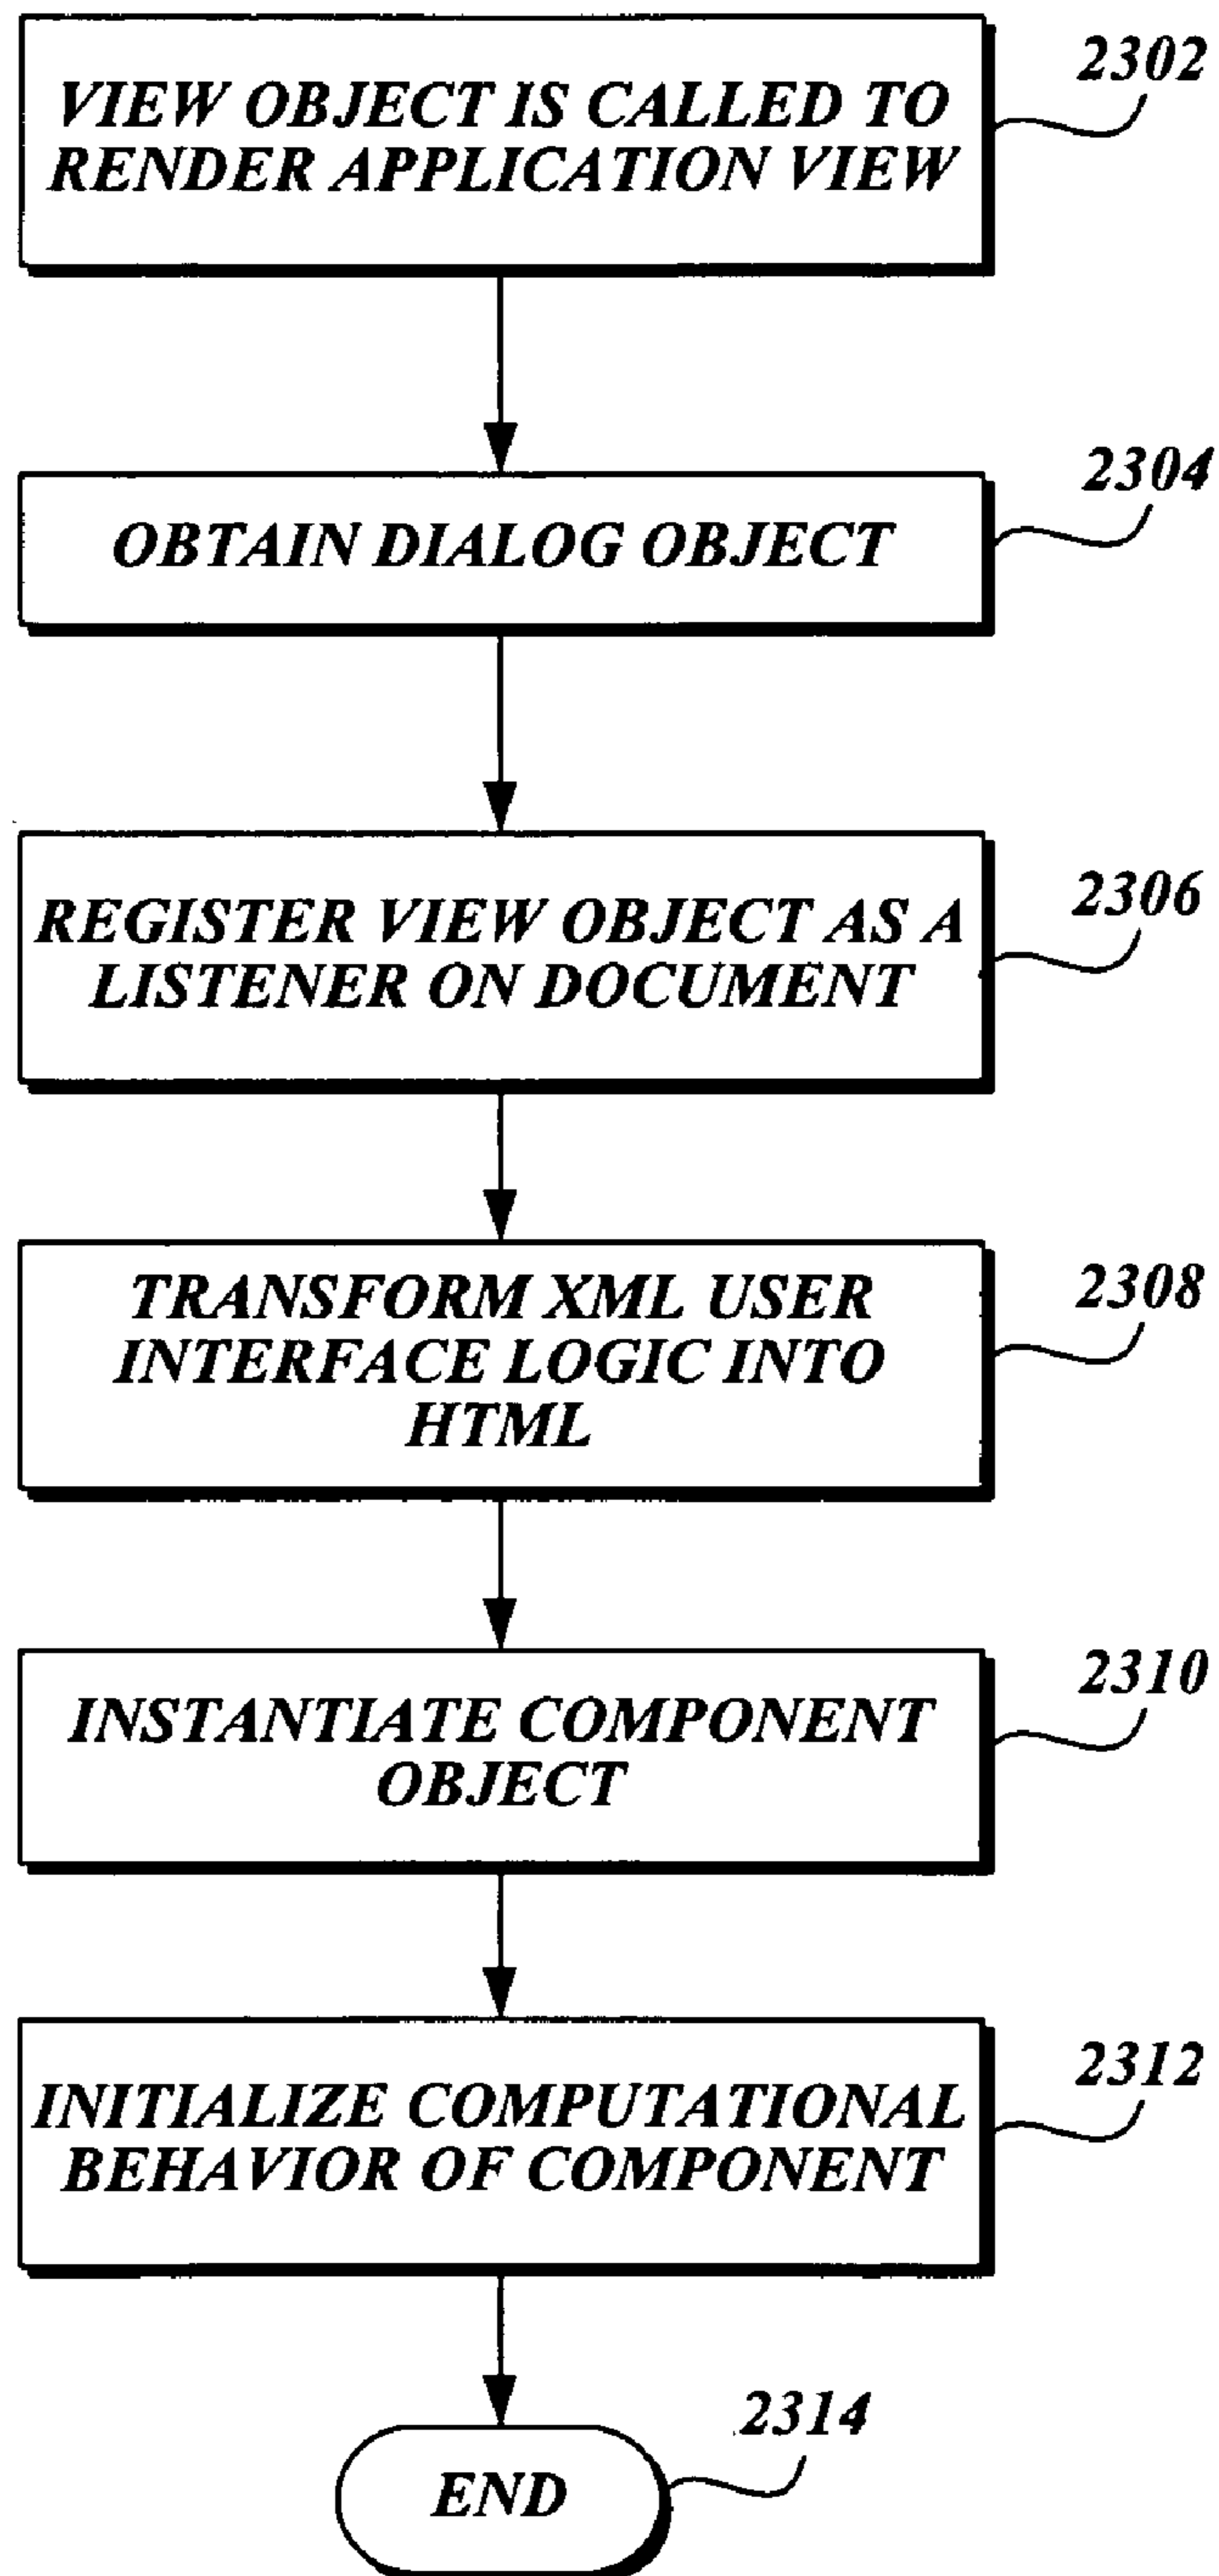 VIEW OBJECT IS CALLED TO
RENDER APPLICATION VIEW
2302
OBTAIN DIALOG OBJECT
2304
REGISTER VIEW OBJECT AS A
LISTENER ON DOCUMENT
2306
TRANSFORM XML USER
INTERFACE LOGIC INTO
HTML
2308
INSTANTIATE COMPONENT
OBJECT
2310
INITIALIZE COMPUTATIONAL
BEHAVIOR OF COMPONENT
2312
END
2314